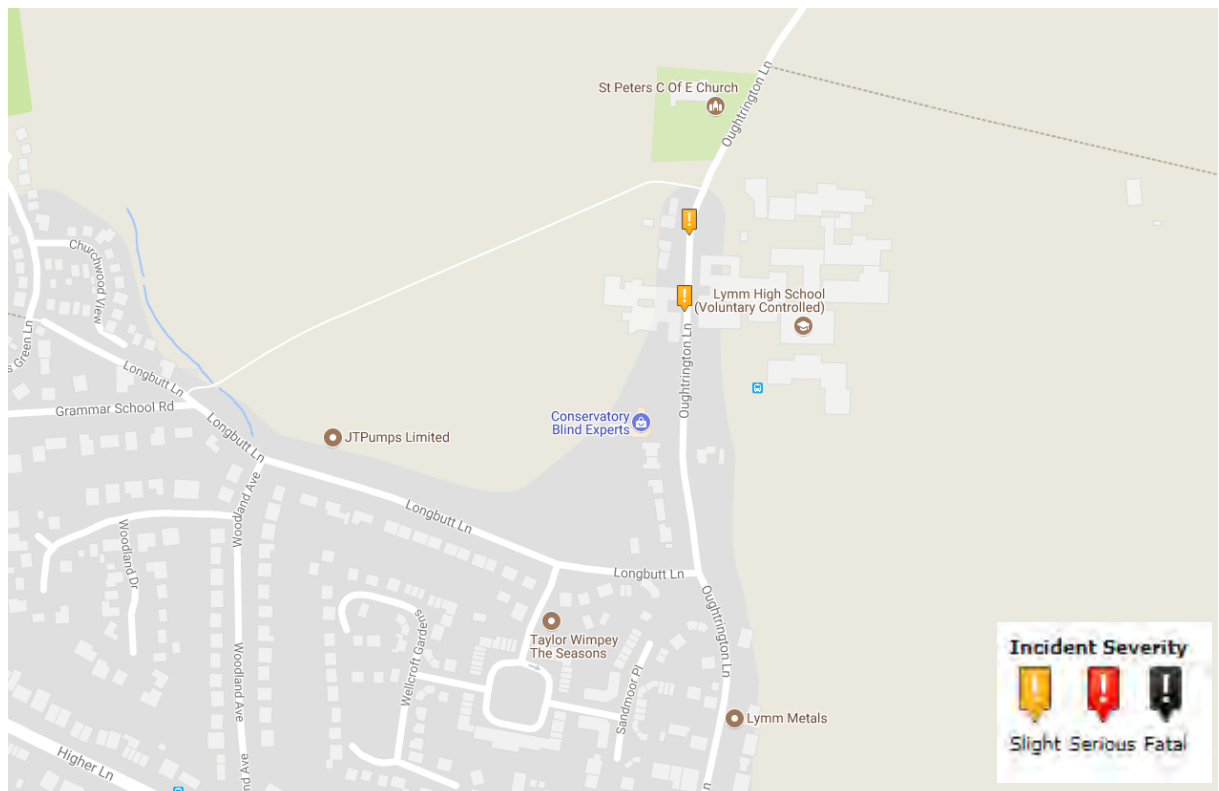 St Peters C Of E Church
Oughtrington Ln
Churchwood View
Lymm High School
(Voluntary Controlled)
s Green Ln
Oughtrington Ln
Longbutt Ln
Grammar School Rd
Longbutt Ln
Conservatory
Blind Experts
JTPumps Limited
Woodland Ave
Longbutt Ln
Woodland Dr
Longbutt Ln
Oughtrington Ln
Wellcroft Gardens
Taylor Wimpey
The Seasons
Sandmoor Pl
Woodland Ave
Lymm Metals
Higher Ln
nd Ave
n
Incident Severity
Slight Serious Fatal